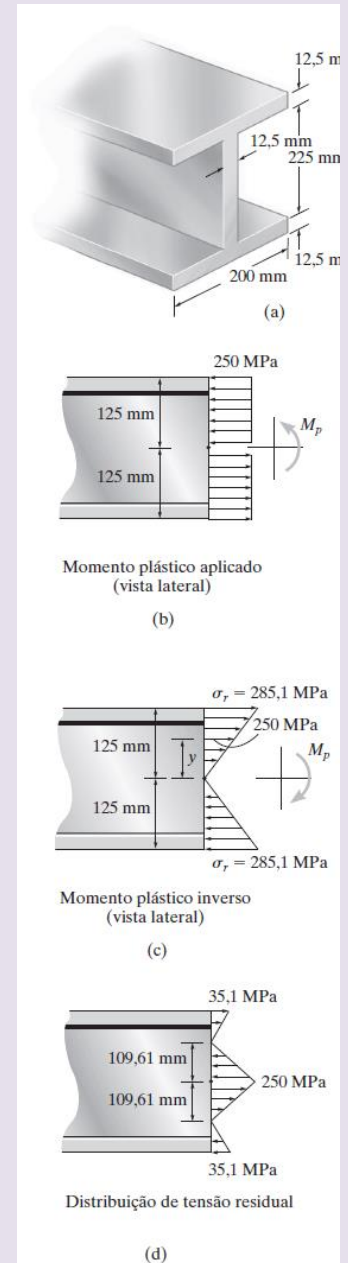 12,5 m
12,5 mm
225 mm
12,5 m
200 mm
(a)
250 MPa
125 mm
M_p
125 mm
Momento plástico aplicado
(vista lateral)
(b)
σ_r = 285,1 MPa
250 MPa
125 mm
y
M_p
125 mm
σ_r = 285,1 MPa
Momento plástico inverso
(vista lateral)
(c)
35,1 MPa
109,61 mm
250 MPa
109,61 mm
35,1 MPa
Distribuição de tensão residual
(d)